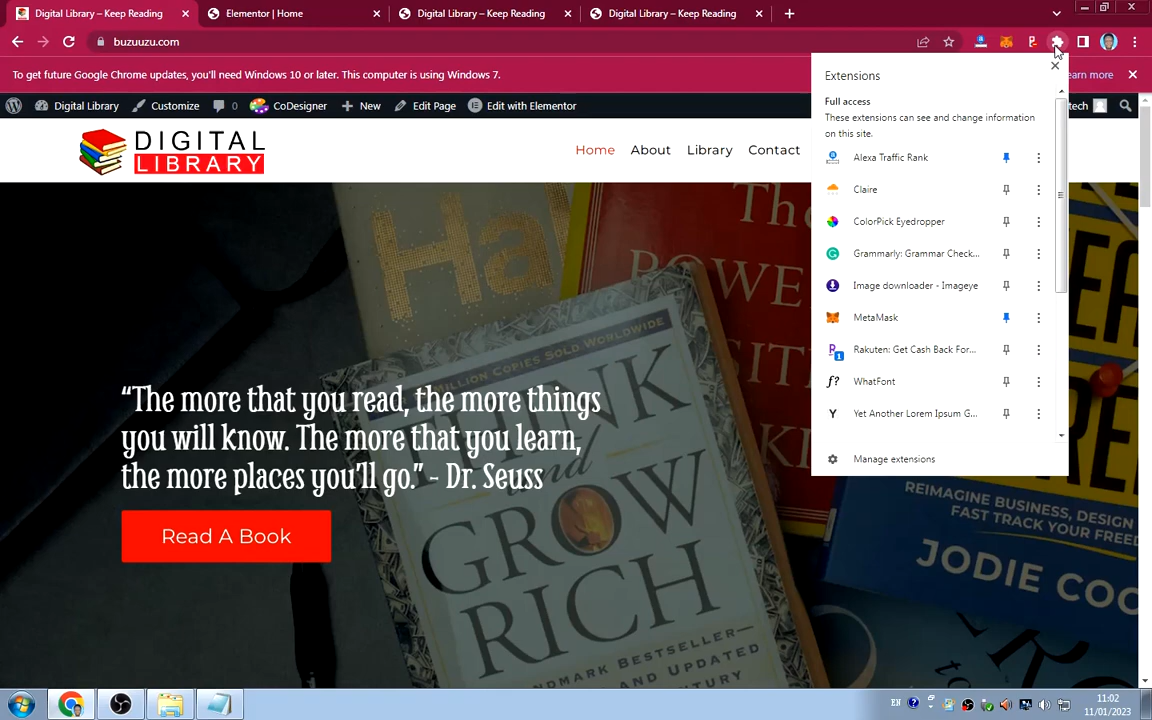 Digital Library – Keep Reading
Elementor | Home
Digital Library – Keep Reading
Digital Library – Keep Reading
buzuuzu.com
To get future Google Chrome updates, you'll need Windows 10 or later. This computer is using Windows 7.
earn more
Digital Library
Customize
0
CoDesigner
New
Edit Page
Edit with Elementor
tech
DIGITAL
LIBRARY
Home
About
Library
Contact
Extensions
Full access
These extensions can see and change information
on this site.
Alexa Traffic Rank
Claire
ColorPick Eyedropper
Grammarly: Grammar Check...
Image downloader - Imageye
MetaMask
Rakuten: Get Cash Back For...
1
f? WhatFont
Y Yet Another Lorem Ipsum G...
Manage extensions
“The more that you read, the more things
you will know. The more that you learn,
the more places you’ll go.” - Dr. Seuss
Read A Book
THINK
and
GROW
RICH
REIMAGINE BUSINESS, DESIGN
FAST TRACK YOUR FREE
JODIE COO
EN
11:02
11/01/2023